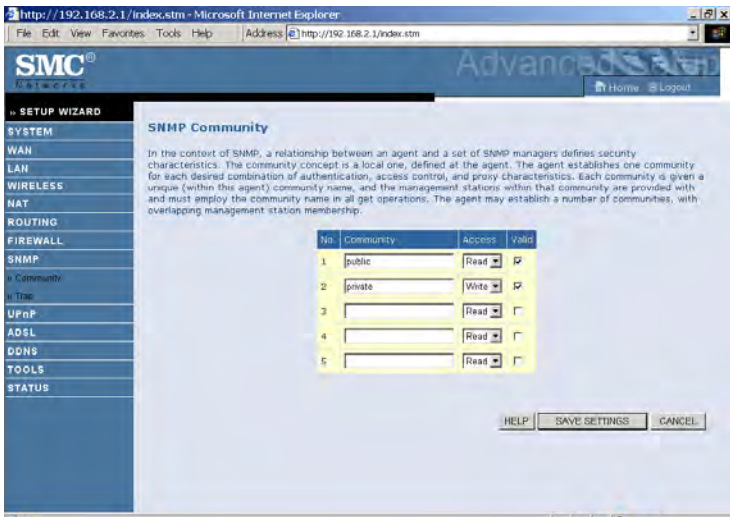 http://192.168.2.1/index.stm - Microsoft Internet Explorer
File Edit View Favorites Tools Help Address http://192.168.2.1/index.stm
SMC®
Networks
Advanced Setup
Home Logout
» SETUP WIZARD
SYSTEM
WAN
LAN
WIRELESS
NAT
ROUTING
FIREWALL
SNMP
» Community
» Trap
UPnP
ADSL
DDNS
TOOLS
STATUS
SNMP Community
In the context of SNMP, a relationship between an agent and a set of SNMP managers defines security
characteristics. The community concept is a local one, defined at the agent. The agent establishes one community
for each desired combination of authentication, access control, and proxy characteristics. Each community is given a
unique (within this agent) community name, and the management stations within that community are provided with
and must employ the community name in all get operations. The agent may establish a number of communities, with
overlapping management station membership.
No. Community Access Valid
1 public Read
2 private Write
3 Read
4 Read
5 Read
HELP SAVE SETTINGS CANCEL